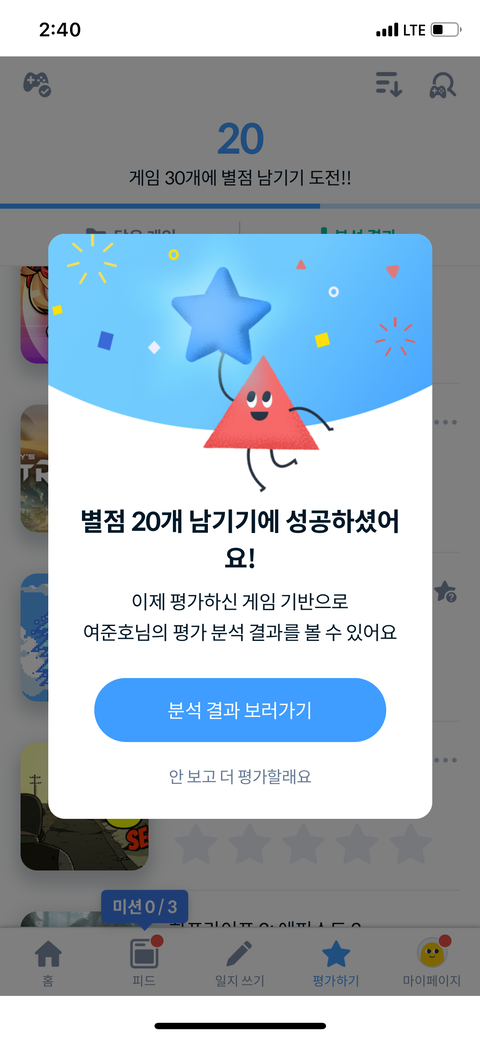 2:40
LTE
20
게임 30개에 별점 남기기 도전!!
별점 20개 남기기에 성공하셨어
요!
이제 평가하신 게임 기반으로
여준호님의 평가 분석 결과를 볼 수 있어요
분석 결과 보러가기
안 보고 더 평가할래요
SE
미션 0 / 3
홈
피드
일지 쓰기
평가하기
마이페이지